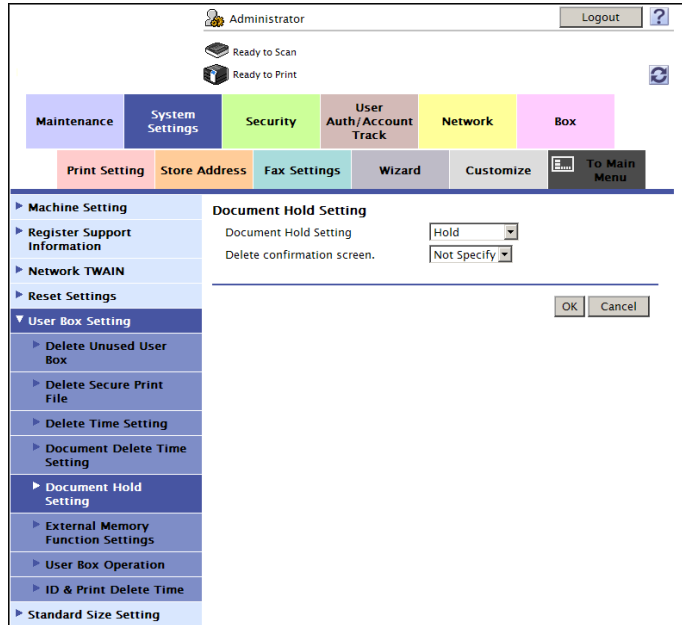 Administrator
Logout
?
Ready to Scan
Ready to Print
Maintenance
System
Settings
Security
User
Auth/Account
Track
Network
Box
Print Setting
Store Address
Fax Settings
Wizard
Customize
To Main
Menu
Machine Setting
Register Support
Information
Network TWAIN
Reset Settings
User Box Setting
Delete Unused User
Box
Delete Secure Print
File
Delete Time Setting
Document Delete Time
Setting
Document Hold
Setting
External Memory
Function Settings
User Box Operation
ID & Print Delete Time
Standard Size Setting
Document Hold Setting
Document Hold Setting Hold
Delete confirmation screen. Not Specify
OK Cancel